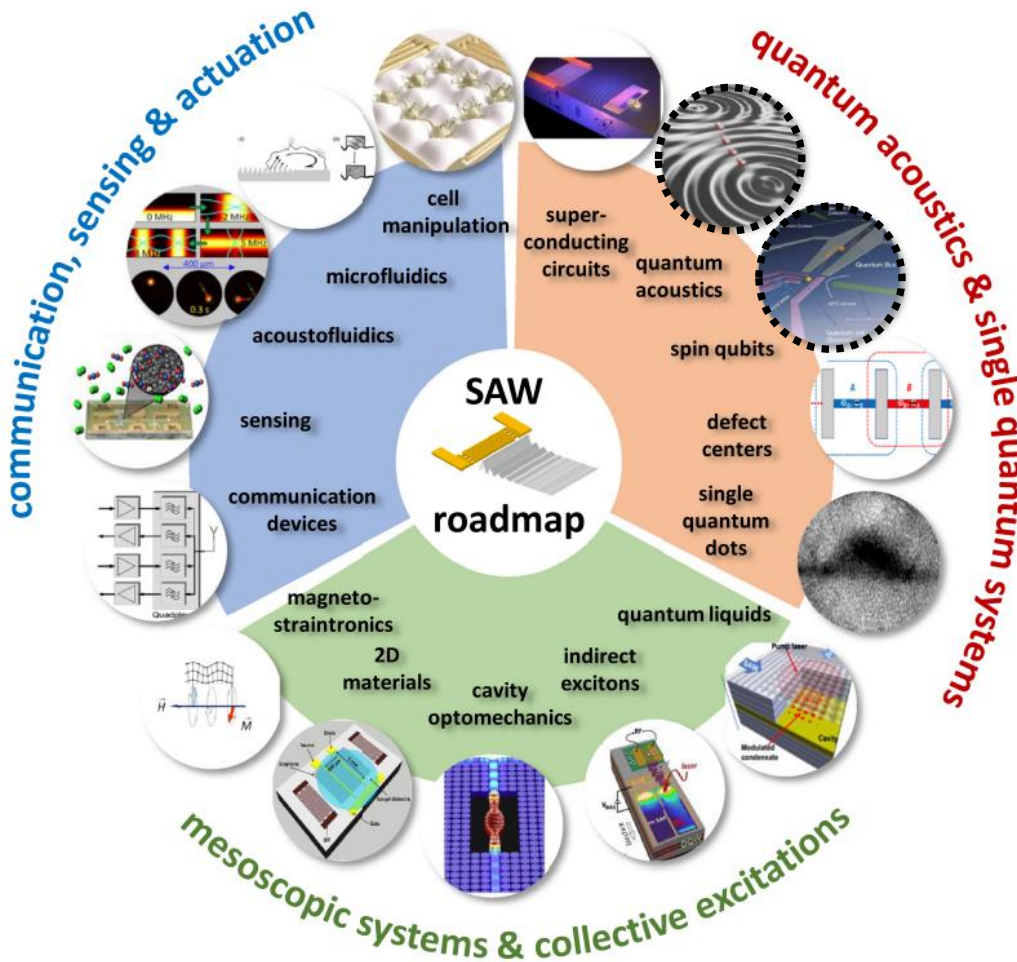 communication, sensing & actuation
quantum acoustics & single quantum systems
mesoscopic systems & collective excitations
SAW
roadmap
cell
manipulation
microfluidics
acoustofluidics
sensing
communication
devices
super-
conducting
circuits
quantum
acoustics
spin qubits
defect
centers
single
quantum
dots
magneto-
straintronics
2D
materials
cavity
optomechanics
indirect
excitons
quantum liquids
0 MHz
2 MHz
5 MHz
400 µm
0.3 s
A
B
H
M
Pump laser
SAW
Cavity
Modulated
condensate
RF
laser
DQW